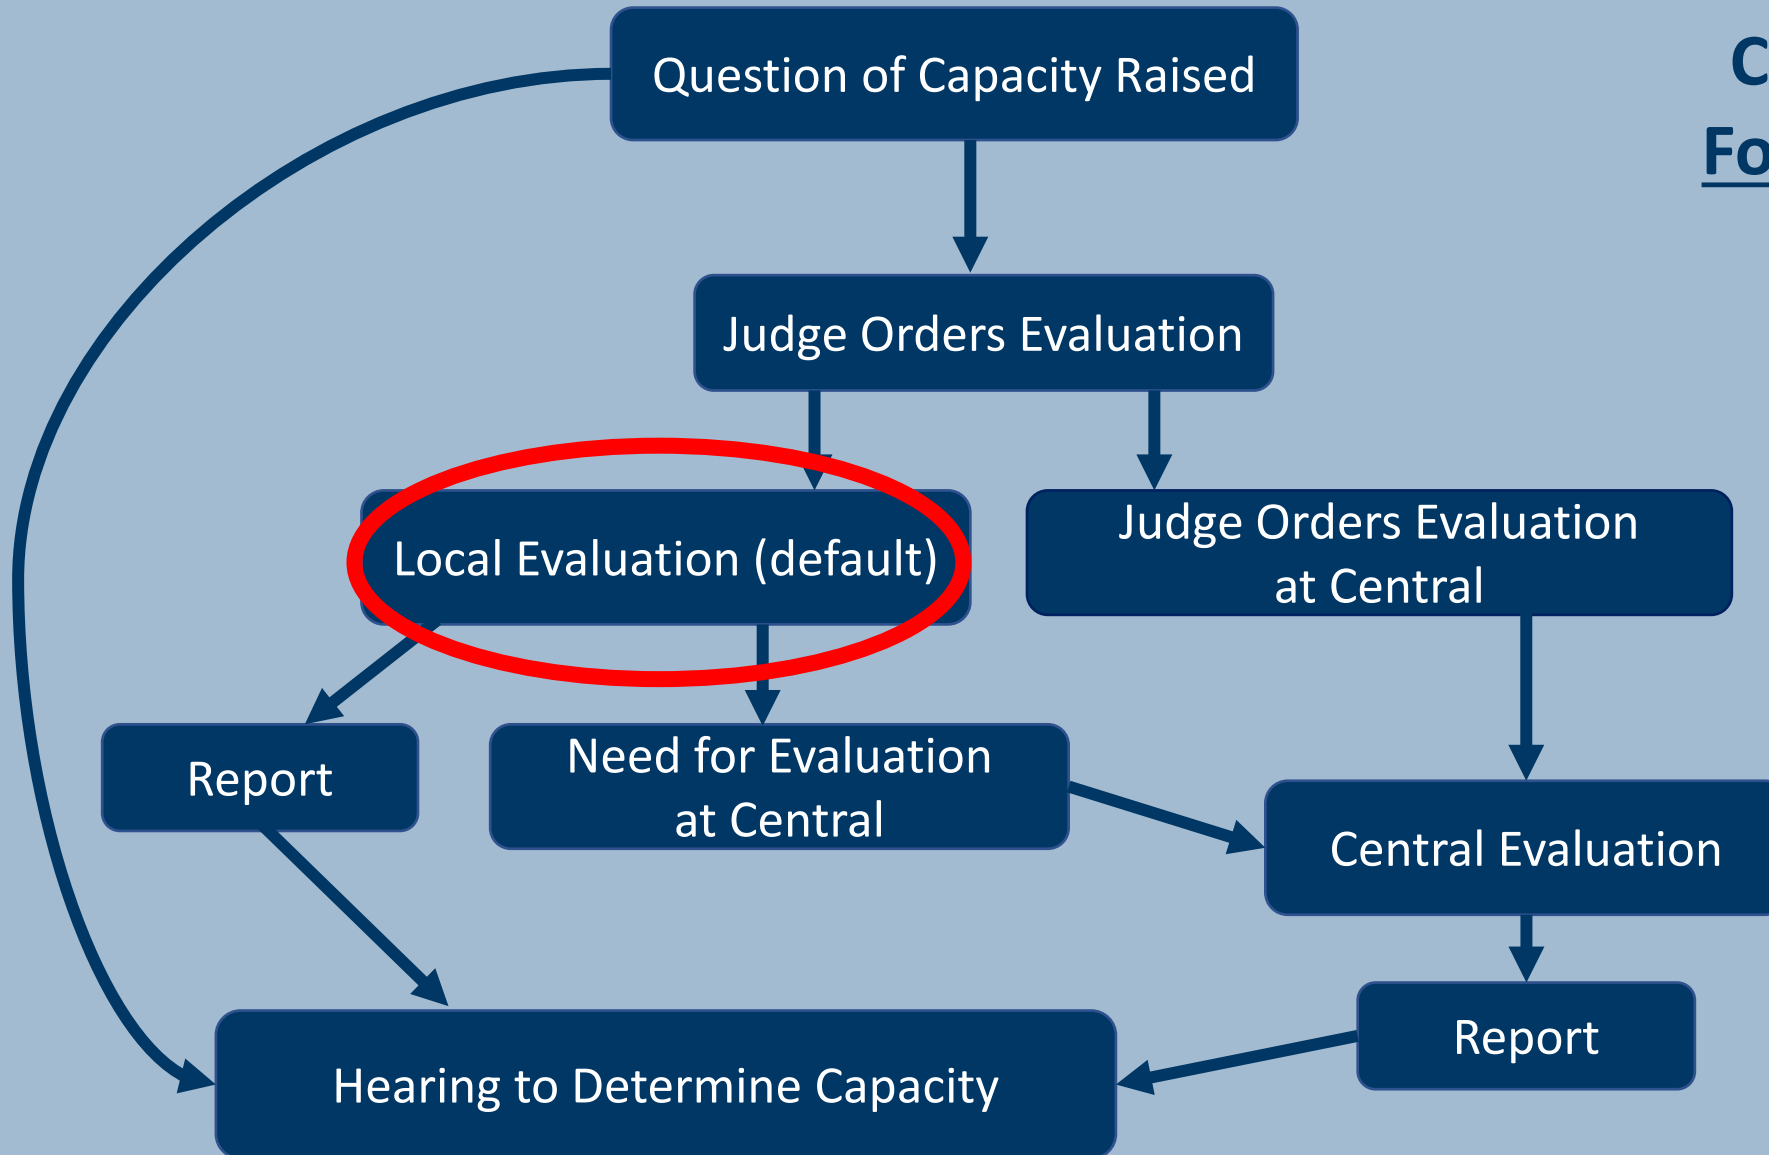 Question of Capacity Raised
Judge Orders Evaluation
Local Evaluation (default)
Judge Orders Evaluation
at Central
Report
Need for Evaluation
at Central
Central Evaluation
Report
Hearing to Determine Capacity